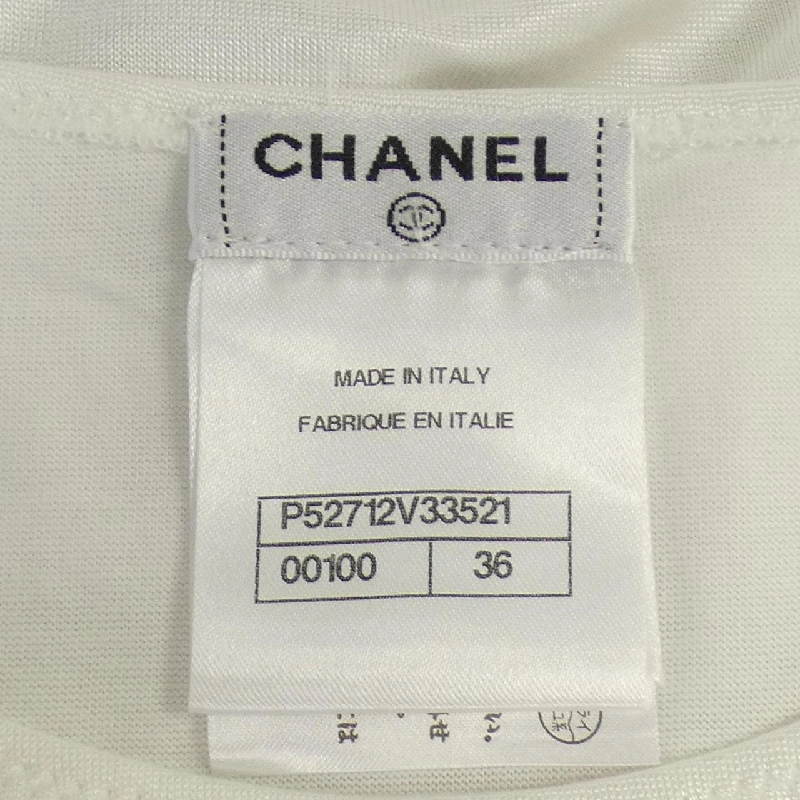 CHANEL
MADE IN ITALY
FABRIQUE EN ITALIE
P52712V33521
00100 36